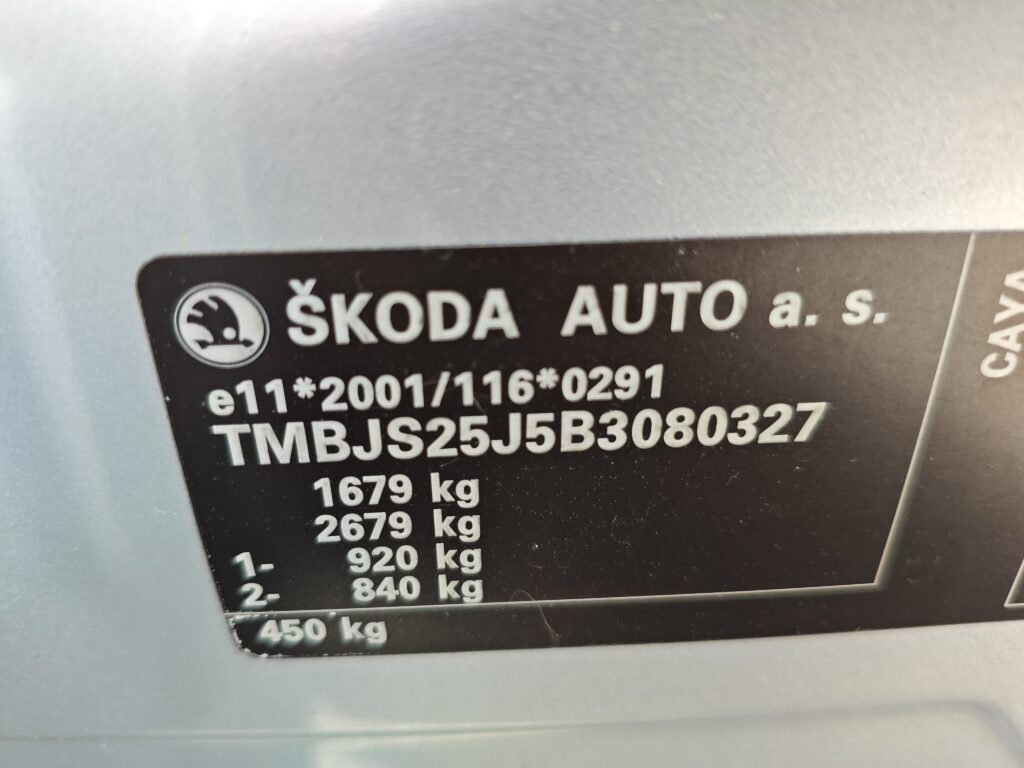 ŠKODA AUTO a. s.
e11*2001/116*0291
TMBJS25J5B3080327
1679 kg
2679 kg
1- 920 kg
2- 840 kg
450 kg
CAYA